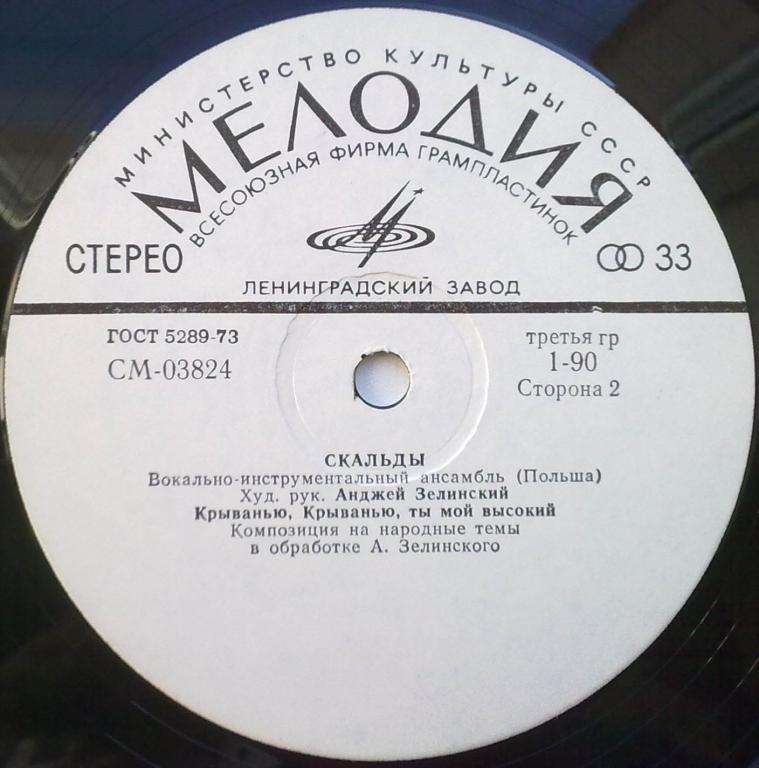 МИНИСТЕРСТВО КУЛЬТУРЫ СССР
МЕЛОДИЯ
ВСЕСОЮЗНАЯ ФИРМА ГРАМПЛАСТИНОК
СТЕРЕО
33
ЛЕНИНГРАДСКИЙ ЗАВОД
ГОСТ 5289-73
СМ-03824
третья гр
1-90
Сторона 2
СКАЛЬДЫ
Вокально-инструментальный ансамбль (Польша)
Худ. рук. Анджей Зелинский
Крыванью, Крыванью, ты мой высокий
Композиция на народные темы
в обработке А. Зелинского